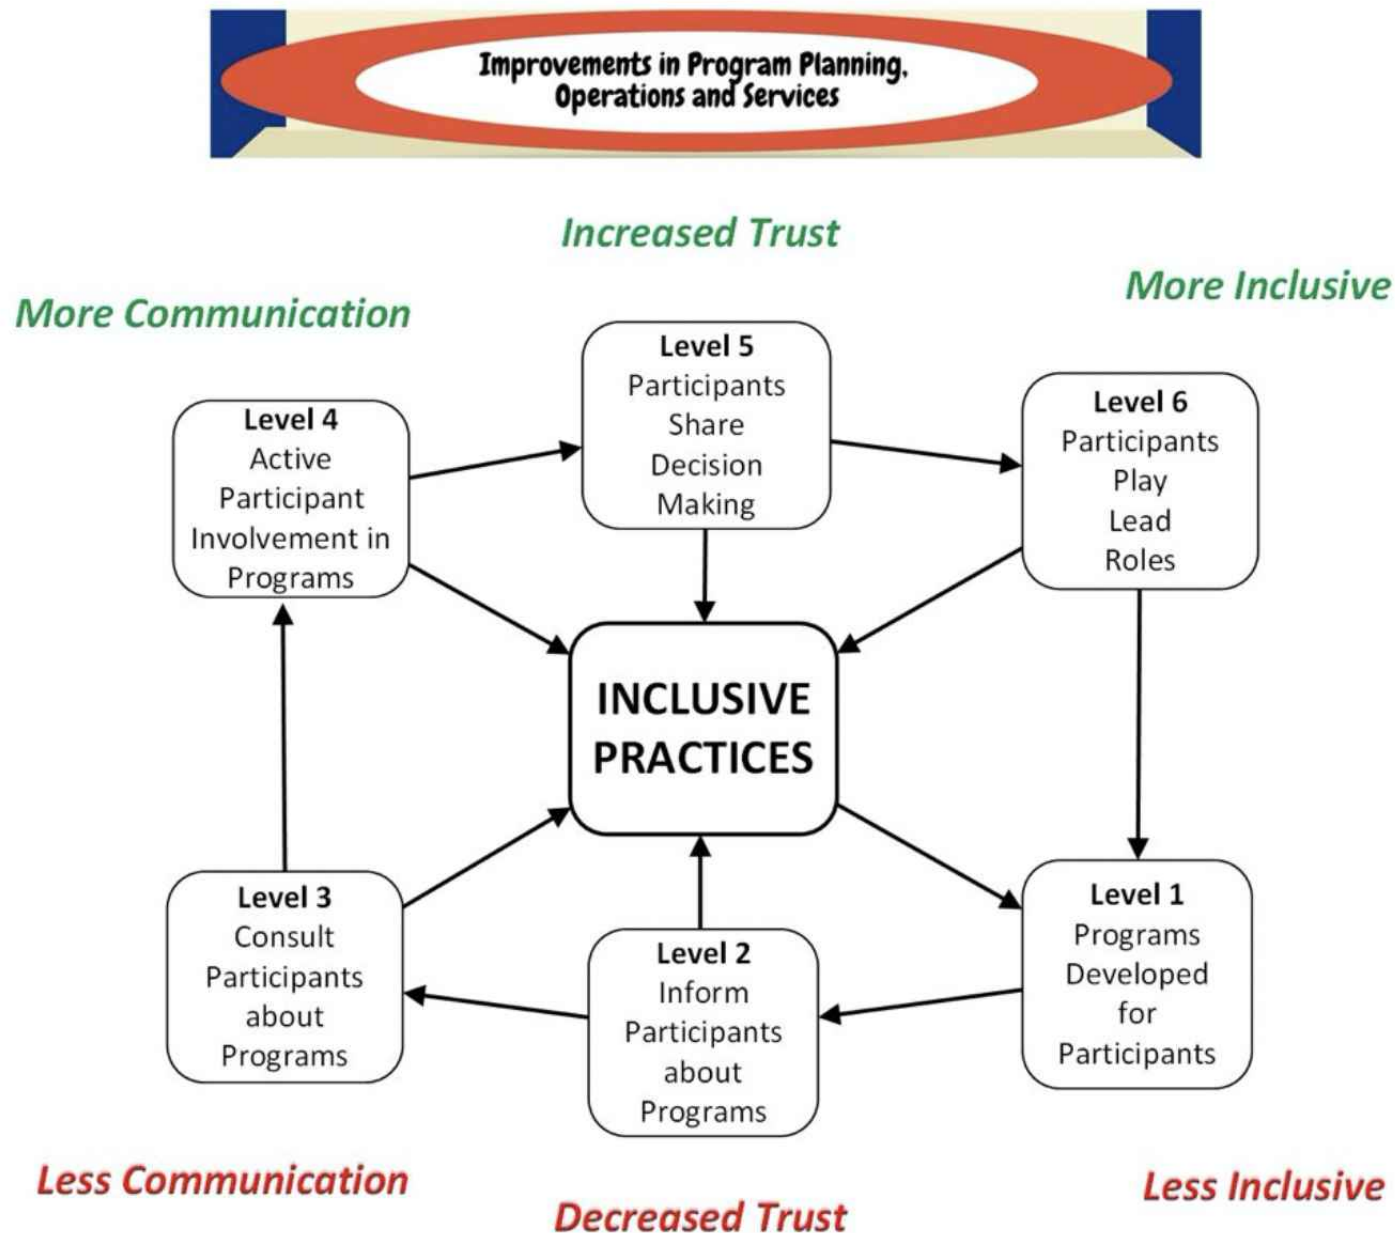 Improvements in Program Planning,
Operations and Services
Increased Trust
More Inclusive
More Communication
Level 5
Participants
Share
Decision
Making
Level 4
Active
Participant
Involvement in
Programs
Level 6
Participants
Play
Lead
Roles
INCLUSIVE
PRACTICES
Level 3
Consult
Participants
about
Programs
Level 2
Inform
Participants
about
Programs
Level 1
Programs
Developed
for
Participants
Less Communication
Decreased Trust
Less Inclusive